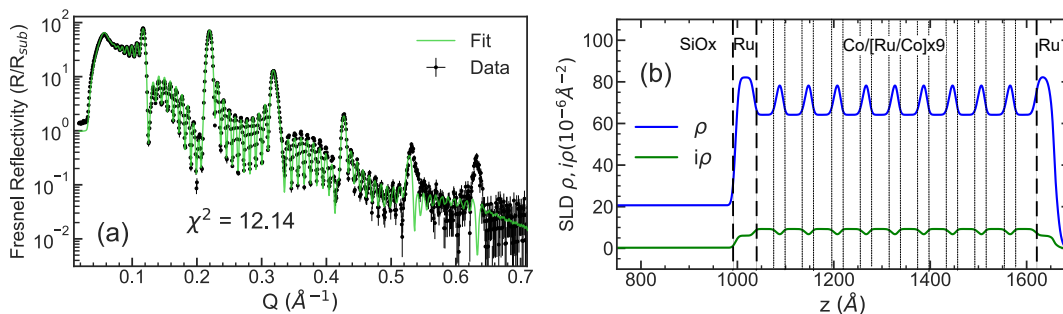 Fresnel Reflectivity (R/R_sub)
10²
10¹
10⁰
10⁻¹
10⁻²
Fit
Data
(a)
χ² = 12.14
0.1 0.2 0.3 0.4 0.5 0.6 0.7
Q (Å⁻¹)
SLD ρ, iρ(10⁻⁶Å⁻²)
100
80
60
40
20
0
(b)
SiOx Ru Co/[Ru/Co]x9 Ru
ρ
iρ
800 1000 1200 1400 1600
z (Å)